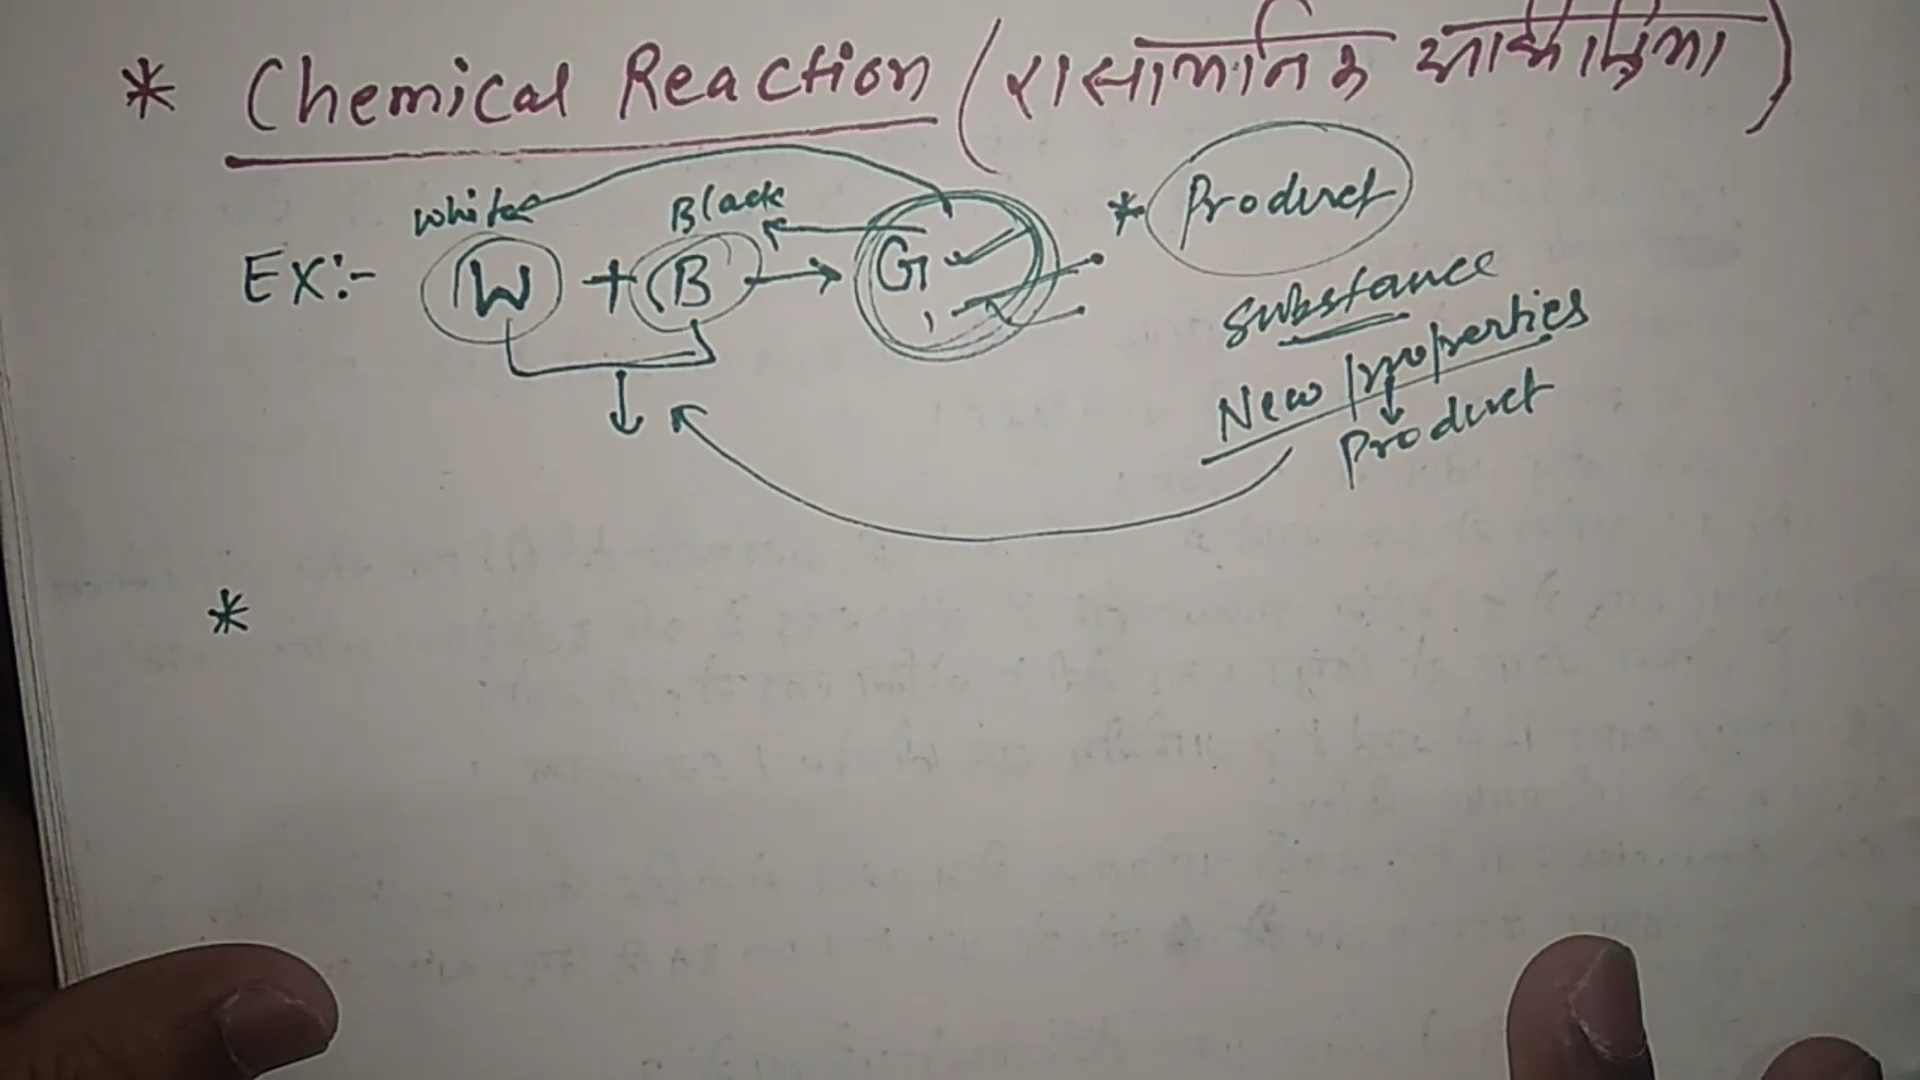 * Chemical Reaction (रासायनिक अभिक्रिया)
White Black
Ex:- W + B → G
* Product
Substance
New properties
Product
*